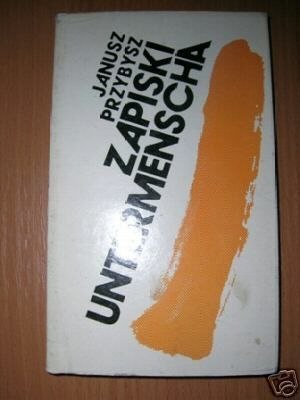 JANUSZ
PRZYBYSZ
ZAPISKI
UNTERMENSCHA